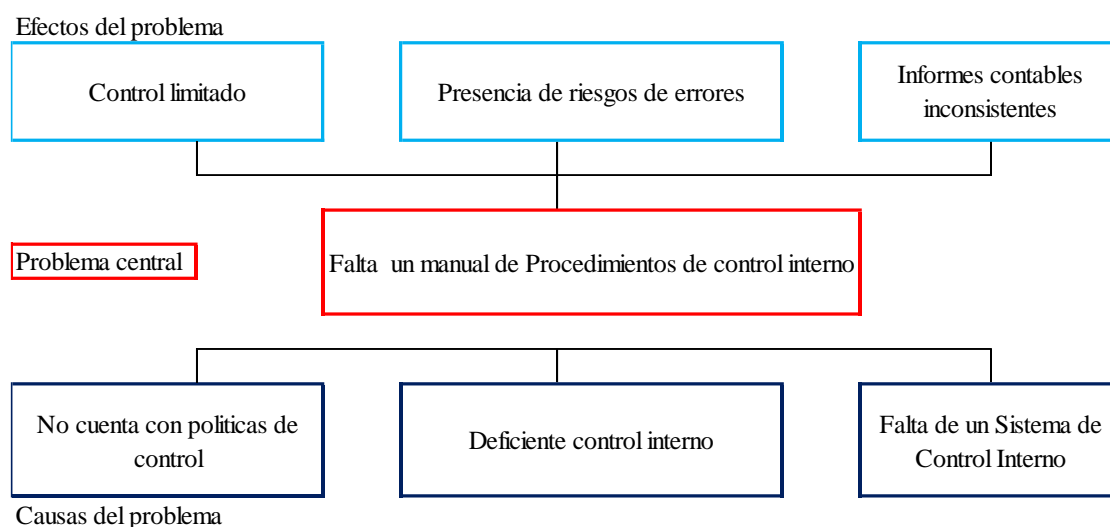 Efectos del problema
Control limitado
Presencia de riesgos de errores
Informes contables
inconsistentes
Problema central
Falta un manual de Procedimientos de control interno
No cuenta con politicas de
control
Deficiente control interno
Falta de un Sistema de
Control Interno
Causas del problema